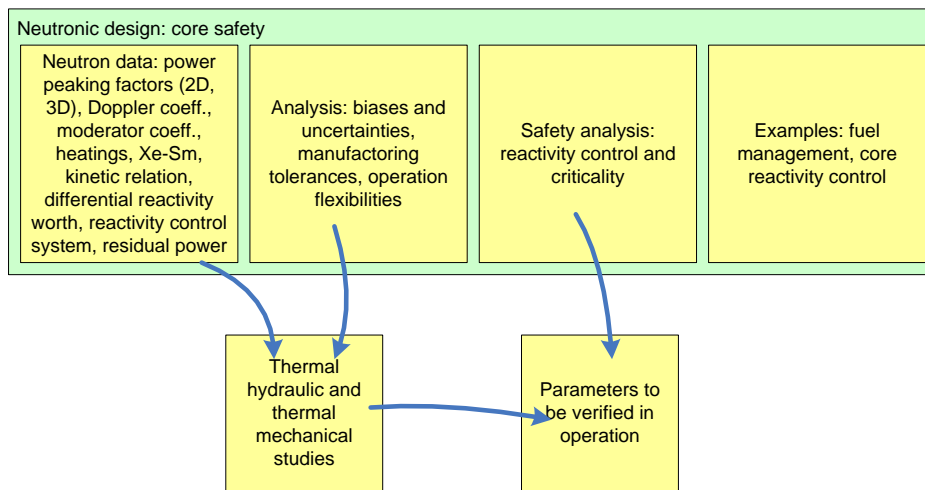 Neutronic design: core safety
Neutron data: power
peaking factors (2D,
3D), Doppler coeff.,
moderator coeff.,
heatings, Xe-Sm,
kinetic relation,
differential reactivity
worth, reactivity control
system, residual power
Analysis: biases and
uncertainties,
manufactoring
tolerances, operation
flexibilities
Safety analysis:
reactivity control and
criticality
Examples: fuel
management, core
reactivity control
Thermal
hydraulic and
thermal
mechanical
studies
Parameters to
be verified in
operation